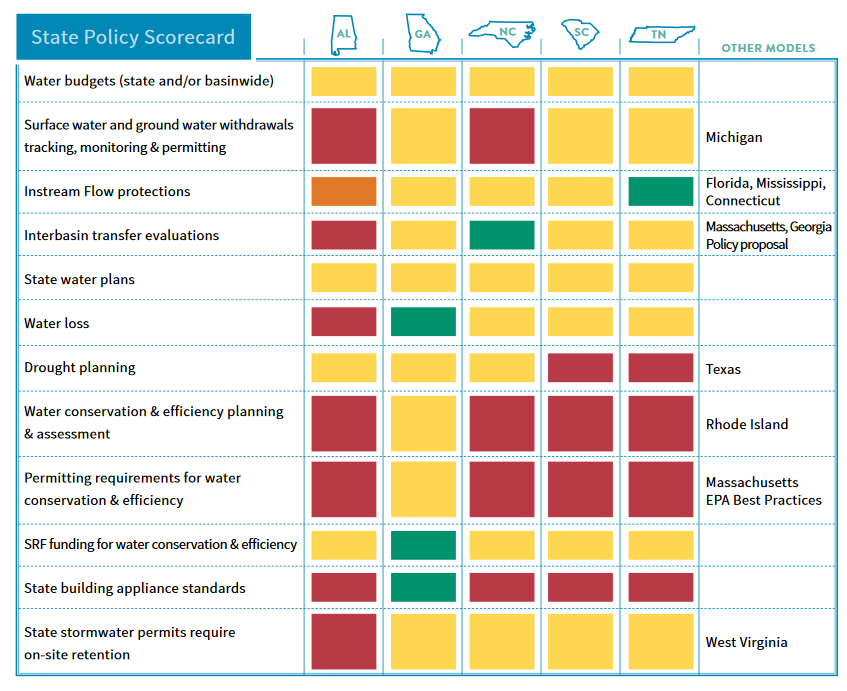 State Policy Scorecard
AL
GA
NC
SC
TN
OTHER MODELS
Water budgets (state and/or basinwide)
Surface water and ground water withdrawals
tracking, monitoring & permitting
Michigan
Instream Flow protections
Florida, Mississippi,
Connecticut
Interbasin transfer evaluations
Massachusetts, Georgia
Policy proposal
State water plans
Water loss
Drought planning
Texas
Water conservation & efficiency planning
& assessment
Rhode Island
Permitting requirements for water
conservation & efficiency
Massachusetts
EPA Best Practices
SRF funding for water conservation & efficiency
State building appliance standards
State stormwater permits require
on-site retention
West Virginia